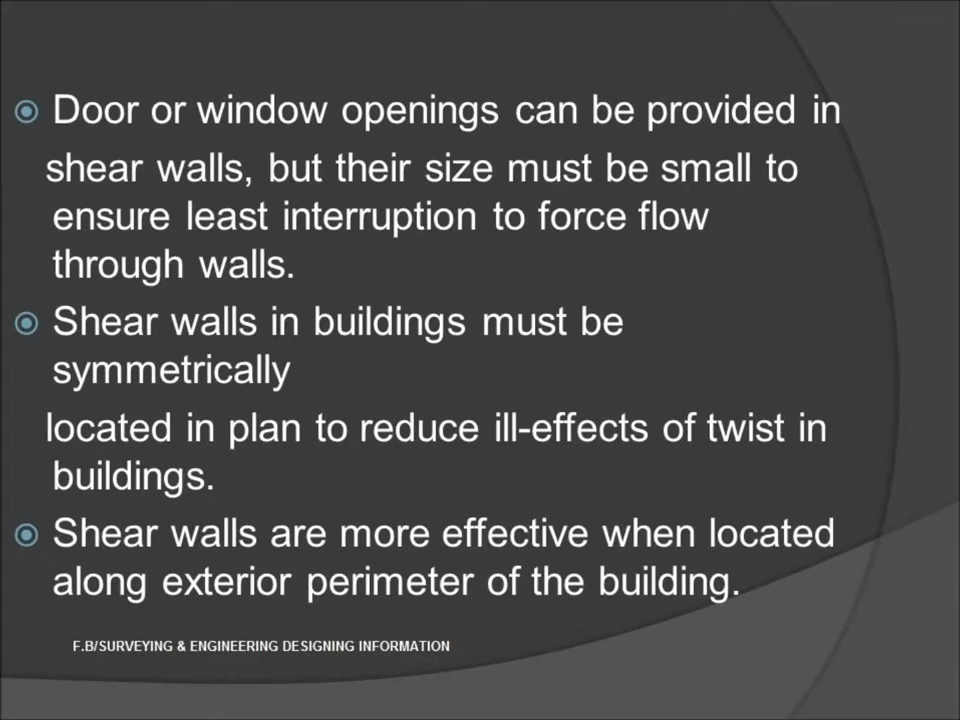 Door or window openings can be provided in
shear walls, but their size must be small to
ensure least interruption to force flow
through walls.
Shear walls in buildings must be
symmetrically
located in plan to reduce ill-effects of twist in
buildings.
Shear walls are more effective when located
along exterior perimeter of the building.
F.B/SURVEYING & ENGINEERING DESIGNING INFORMATION